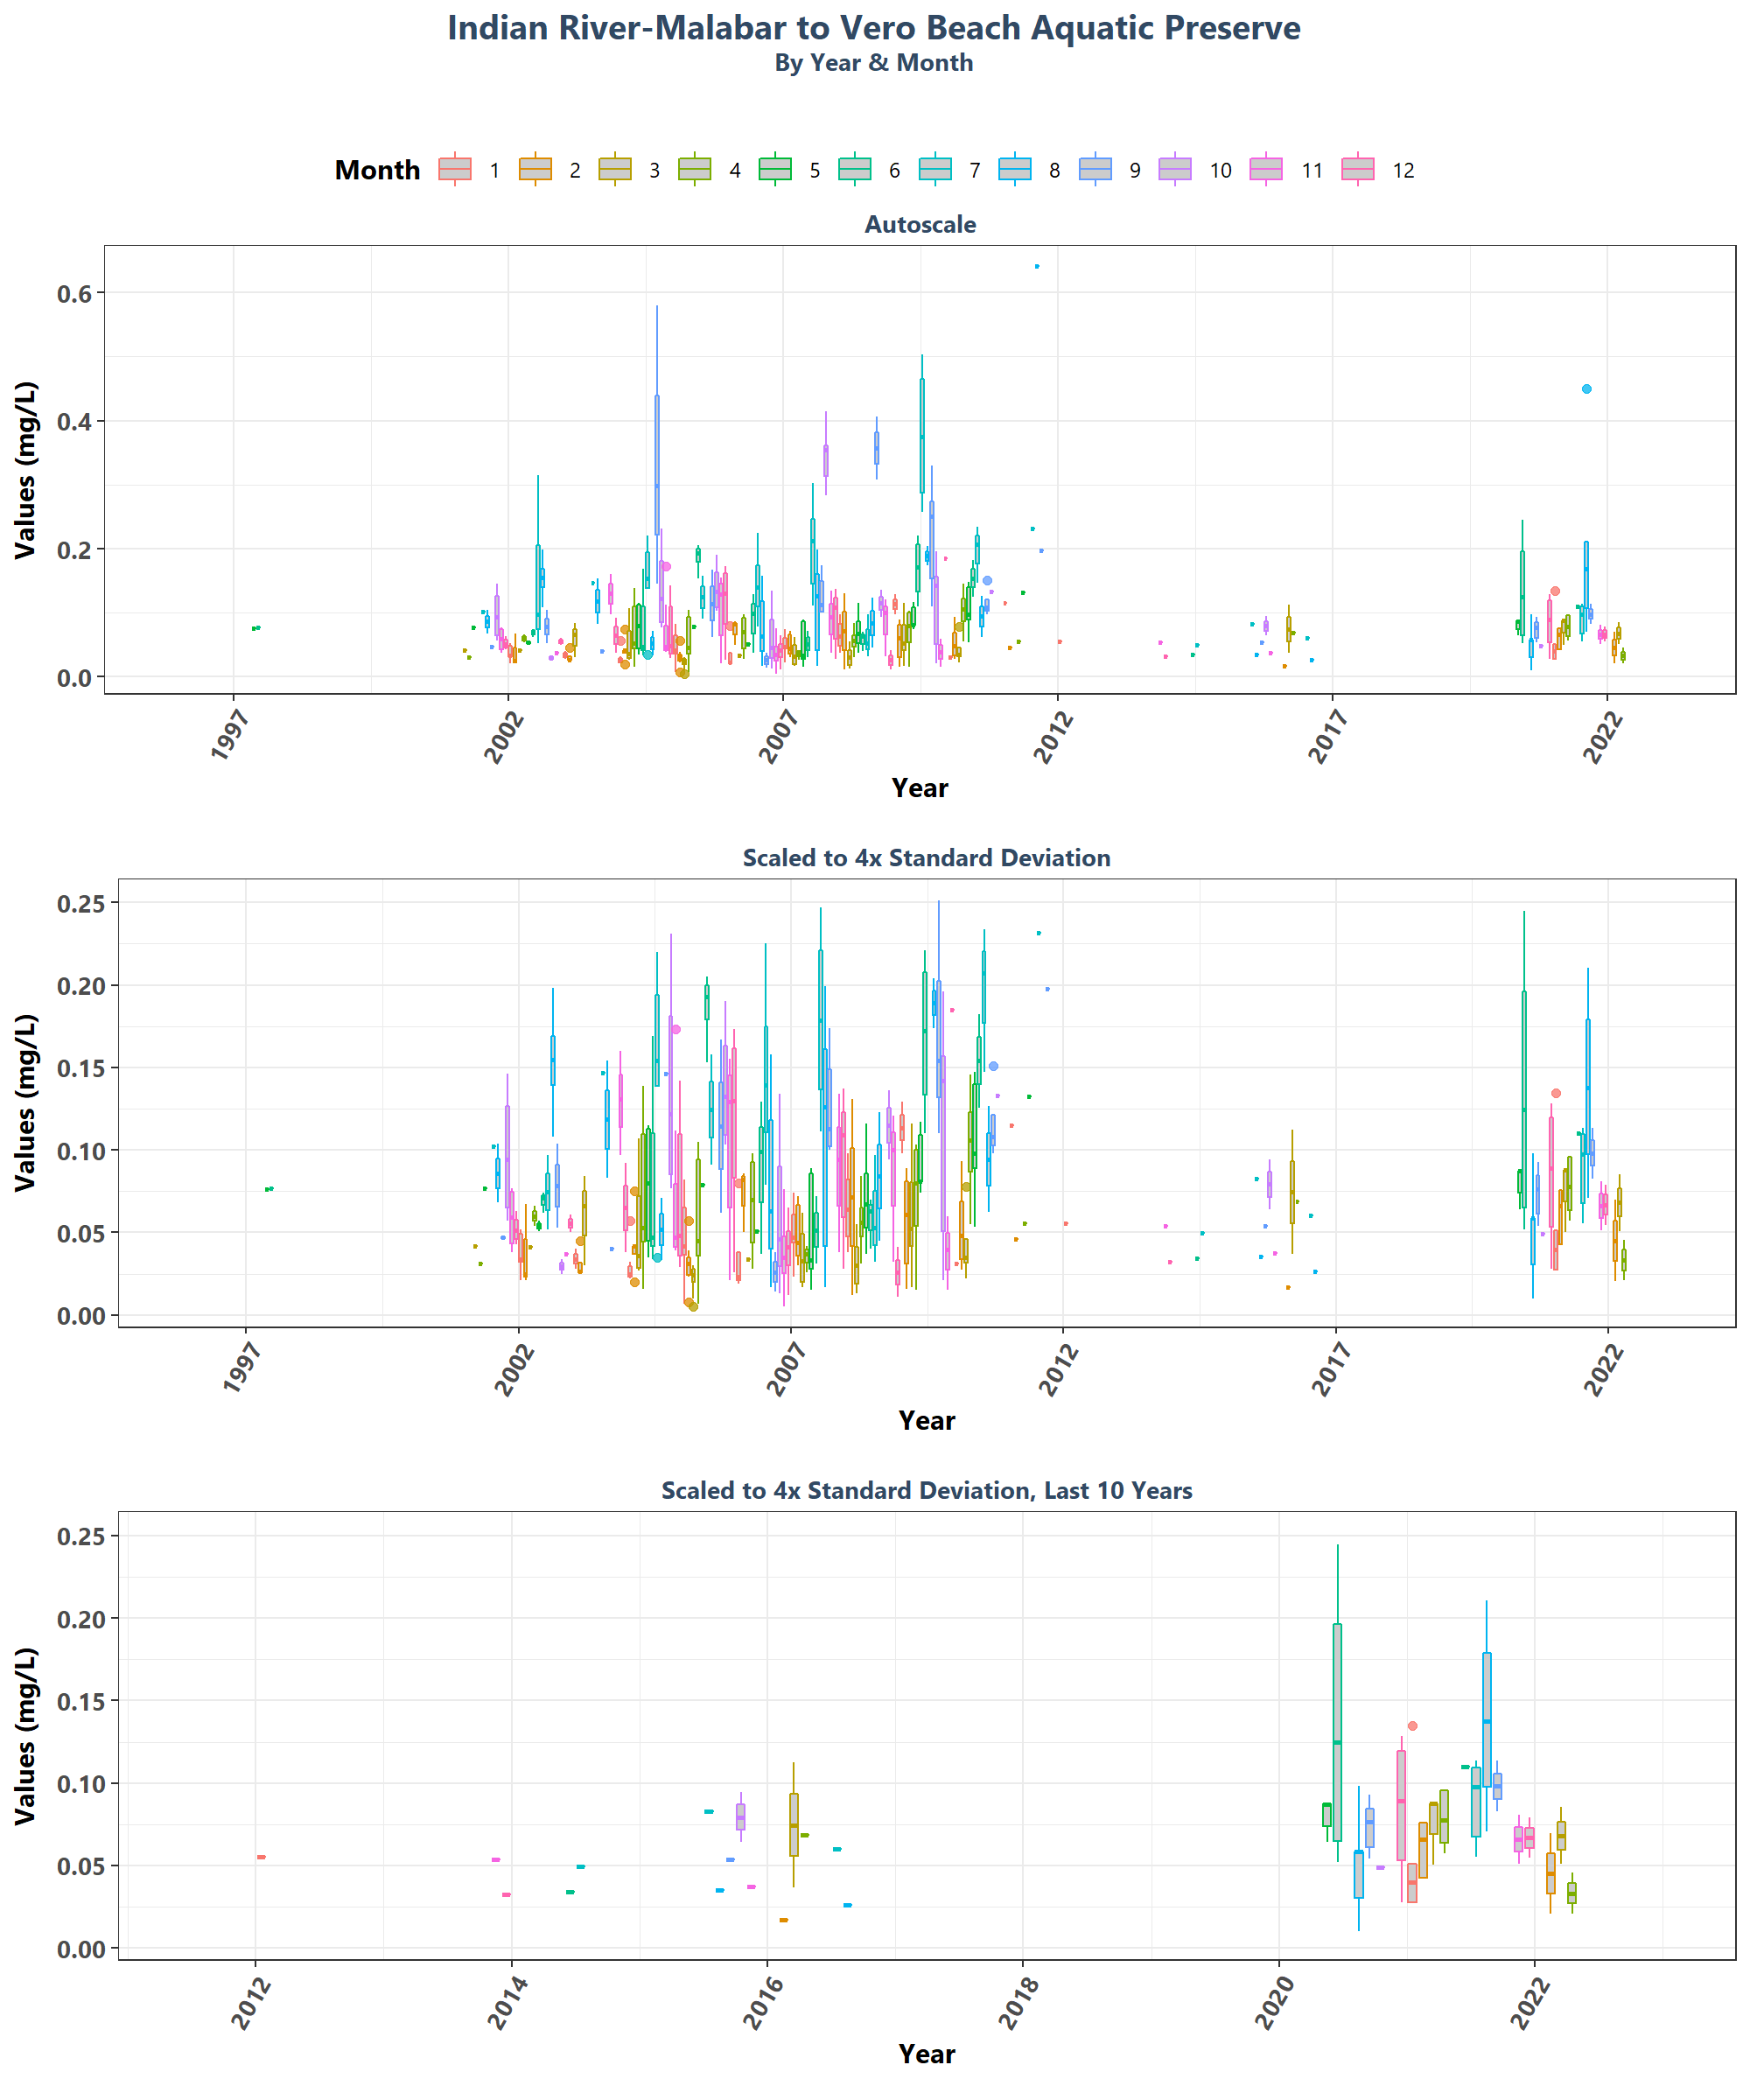 Indian River-Malabar to Vero Beach Aquatic Preserve
By Year & Month
Month 1 2 3 4 5 6 7 8 9 10 11 12
Autoscale
Values (mg/L)
0.6
0.4
0.2
0.0
1997 2002 2007 2012 2017 2022
Year
Scaled to 4x Standard Deviation
Values (mg/L)
0.25
0.20
0.15
0.10
0.05
0.00
1997 2002 2007 2012 2017 2022
Year
Scaled to 4x Standard Deviation, Last 10 Years
Values (mg/L)
0.25
0.20
0.15
0.10
0.05
0.00
2012 2014 2016 2018 2020 2022
Year